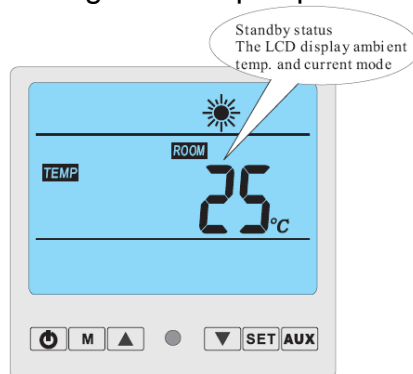 Standby status
The LCD display ambient
temp. and current mode
ROOM
TEMP
25°C
M
SET
AUX